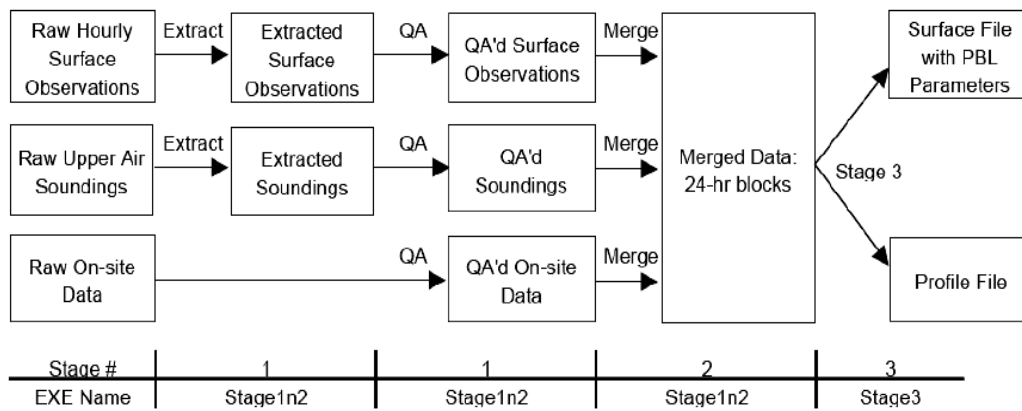 Raw Hourly
Surface
Observations
Extract
Extracted
Surface
Observations
QA
QA'd Surface
Observations
Merge
Surface File
with PBL
Parameters
Raw Upper Air
Soundings
Extract
Extracted
Soundings
QA
QA'd
Soundings
Merge
Merged Data:
24-hr blocks
Stage 3
Raw On-site
Data
QA
QA'd On-site
Data
Merge
Profile File
Stage # 1 1 2 3
EXE Name Stage1n2 Stage1n2 Stage1n2 Stage3